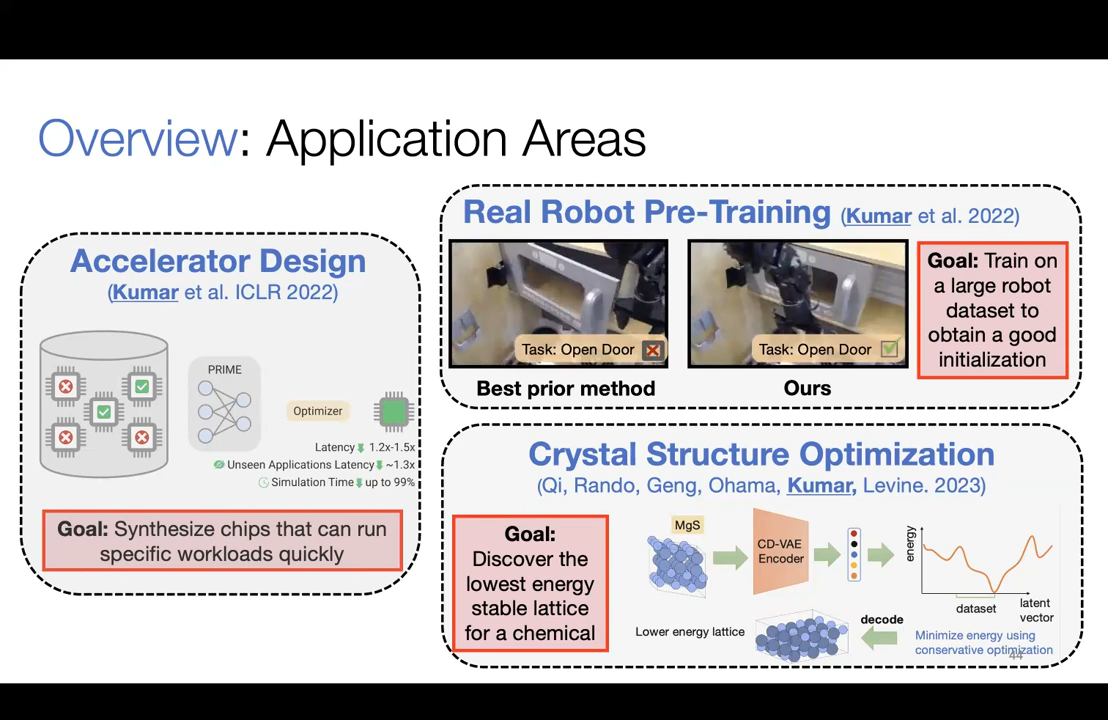 Overview: Application Areas
Accelerator Design
(Kumar et al. ICLR 2022)
PRIME
Optimizer
Latency 1.2x-1.5x
Unseen Applications Latency ~1.3x
Simulation Time up to 99%
Goal: Synthesize chips that can run
specific workloads quickly
Real Robot Pre-Training (Kumar et al. 2022)
Task: Open Door
Best prior method
Task: Open Door
Ours
Goal: Train on
a large robot
dataset to
obtain a good
initialization
Crystal Structure Optimization
(Qi, Rando, Geng, Ohama, Kumar, Levine. 2023)
Goal:
Discover the
lowest energy
stable lattice
for a chemical
MgS
CD-VAE
Encoder
energy
dataset
latent
vector
Lower energy lattice
decode
Minimize energy using
conservative optimization
44